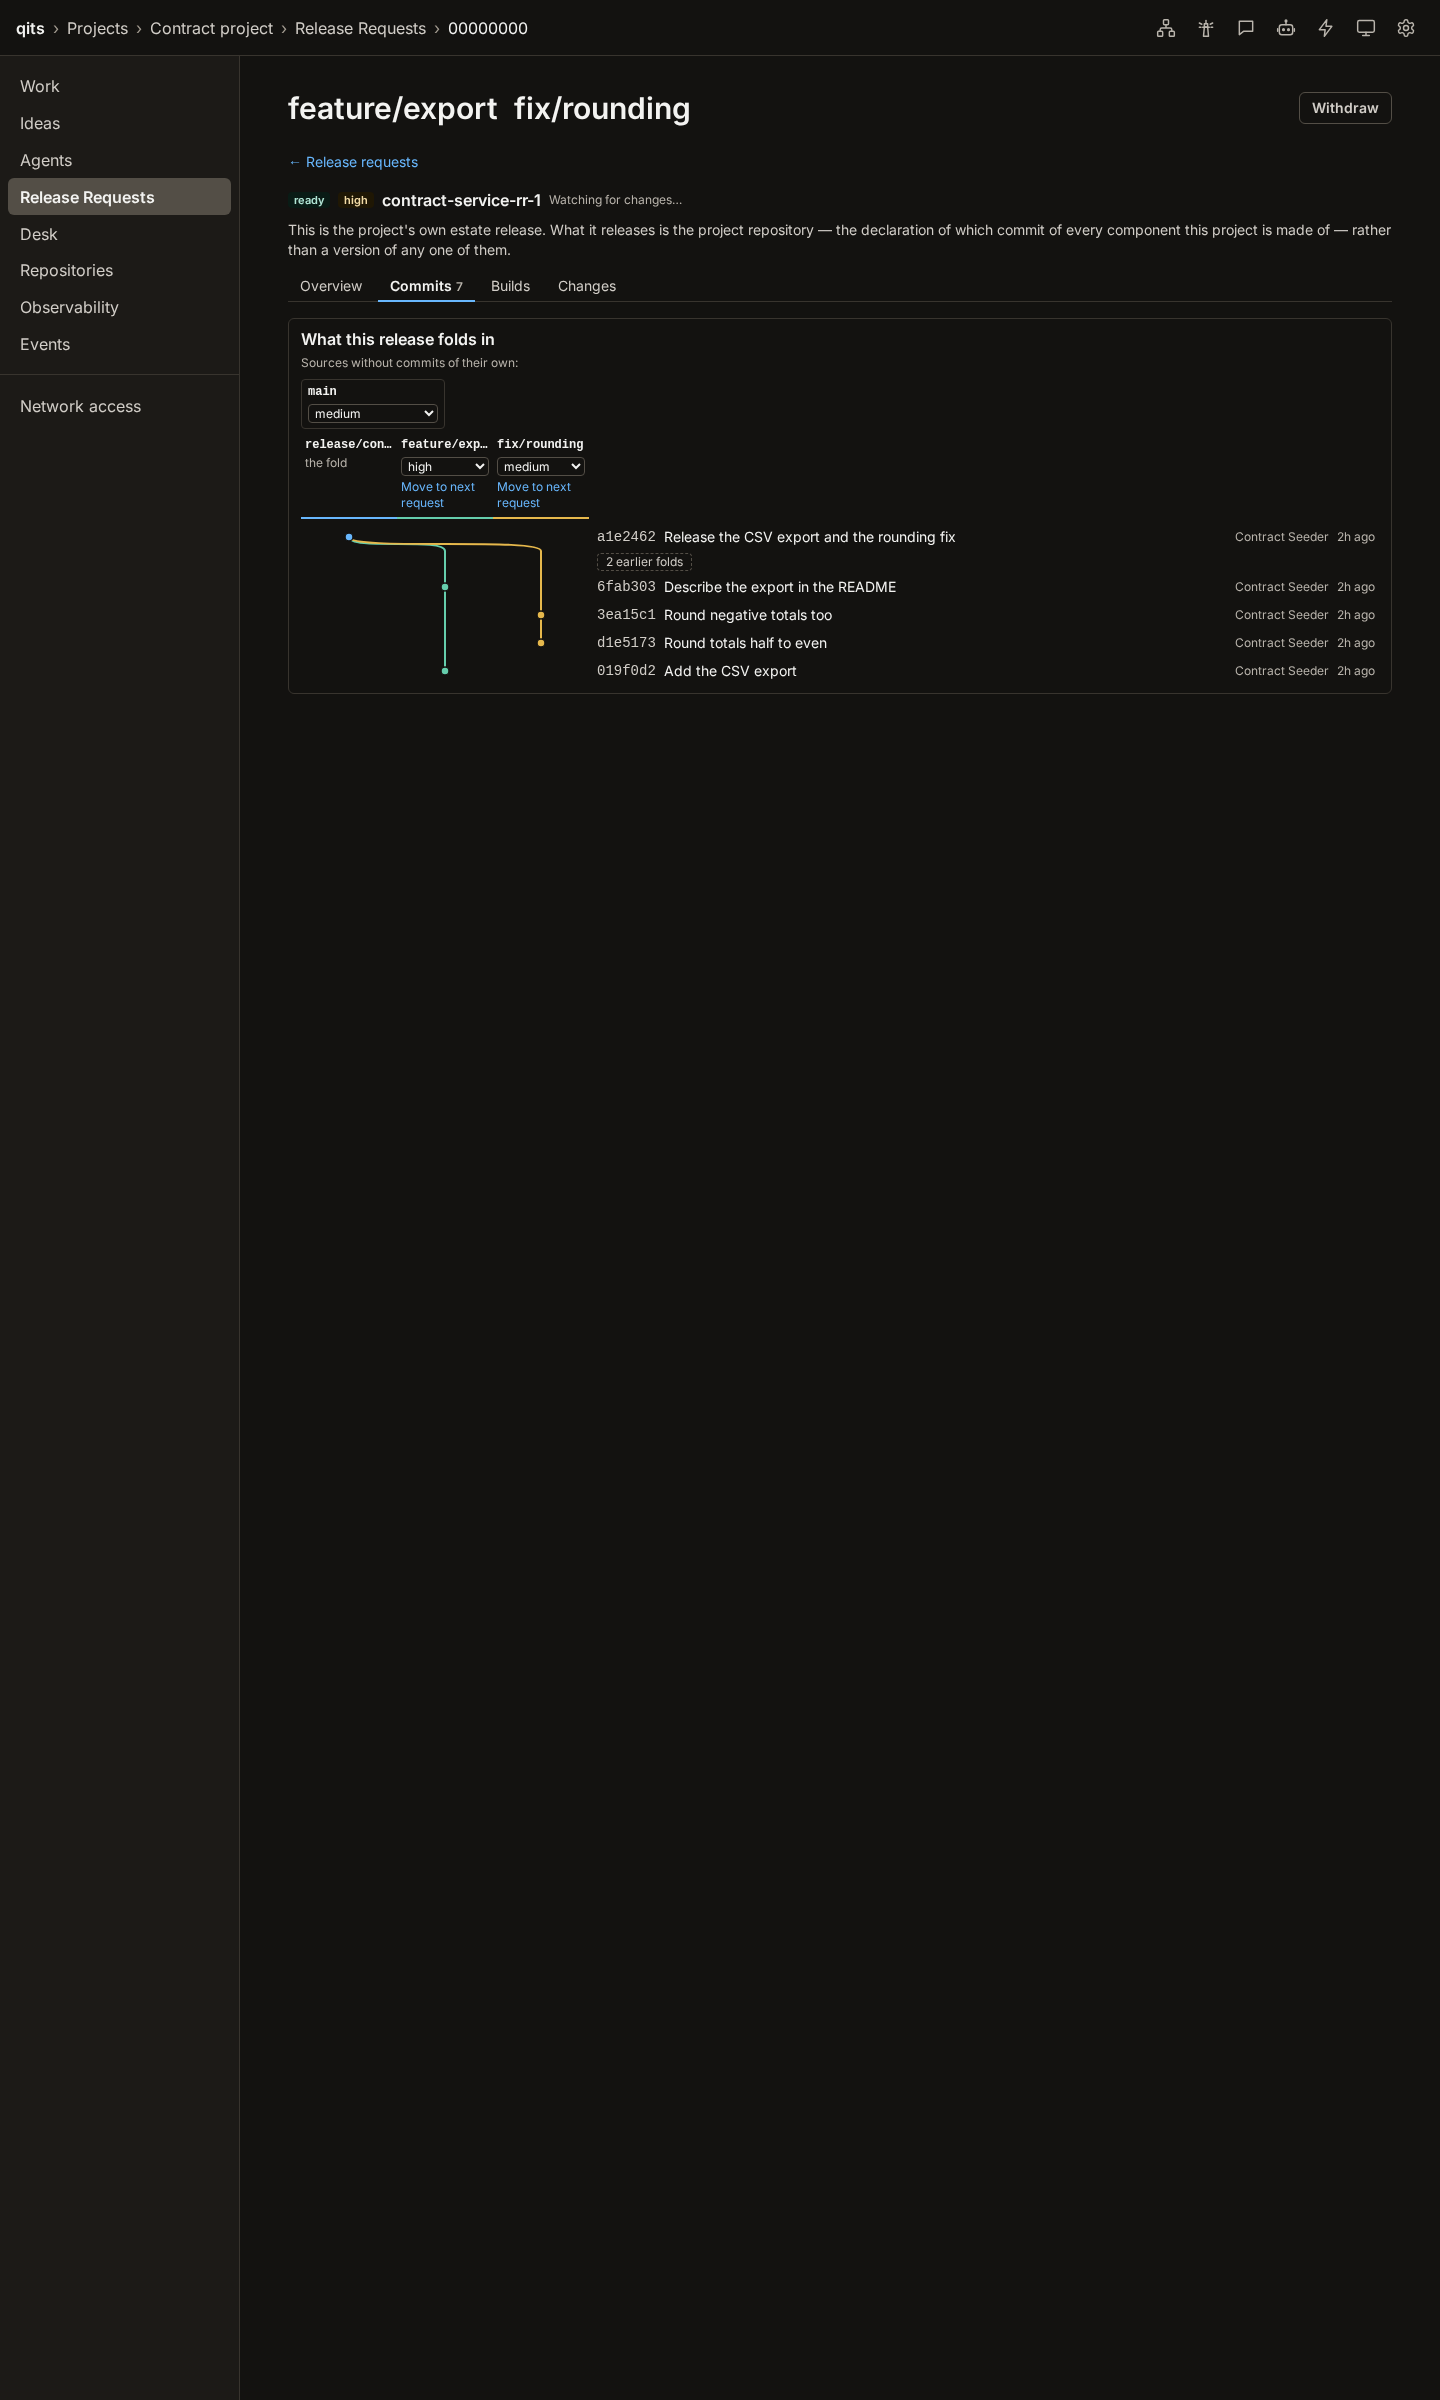 qits › Projects › Contract project › Release Requests › 00000000
Work
Ideas
Agents
Release Requests
Desk
Repositories
Observability
Events
Network access
feature/export fix/rounding
Withdraw
← Release requests
ready high contract-service-rr-1 Watching for changes…
This is the project's own estate release. What it releases is the project repository — the declaration of which commit of every component this project is made of — rather
than a version of any one of them.
Overview Commits 7 Builds Changes
What this release folds in
Sources without commits of their own:
main
medium
release/con… feature/exp… fix/rounding
the fold high medium
Move to next request Move to next request
a1e2462 Release the CSV export and the rounding fix Contract Seeder 2h ago
2 earlier folds
6fab303 Describe the export in the README Contract Seeder 2h ago
3ea15c1 Round negative totals too Contract Seeder 2h ago
d1e5173 Round totals half to even Contract Seeder 2h ago
019f0d2 Add the CSV export Contract Seeder 2h ago